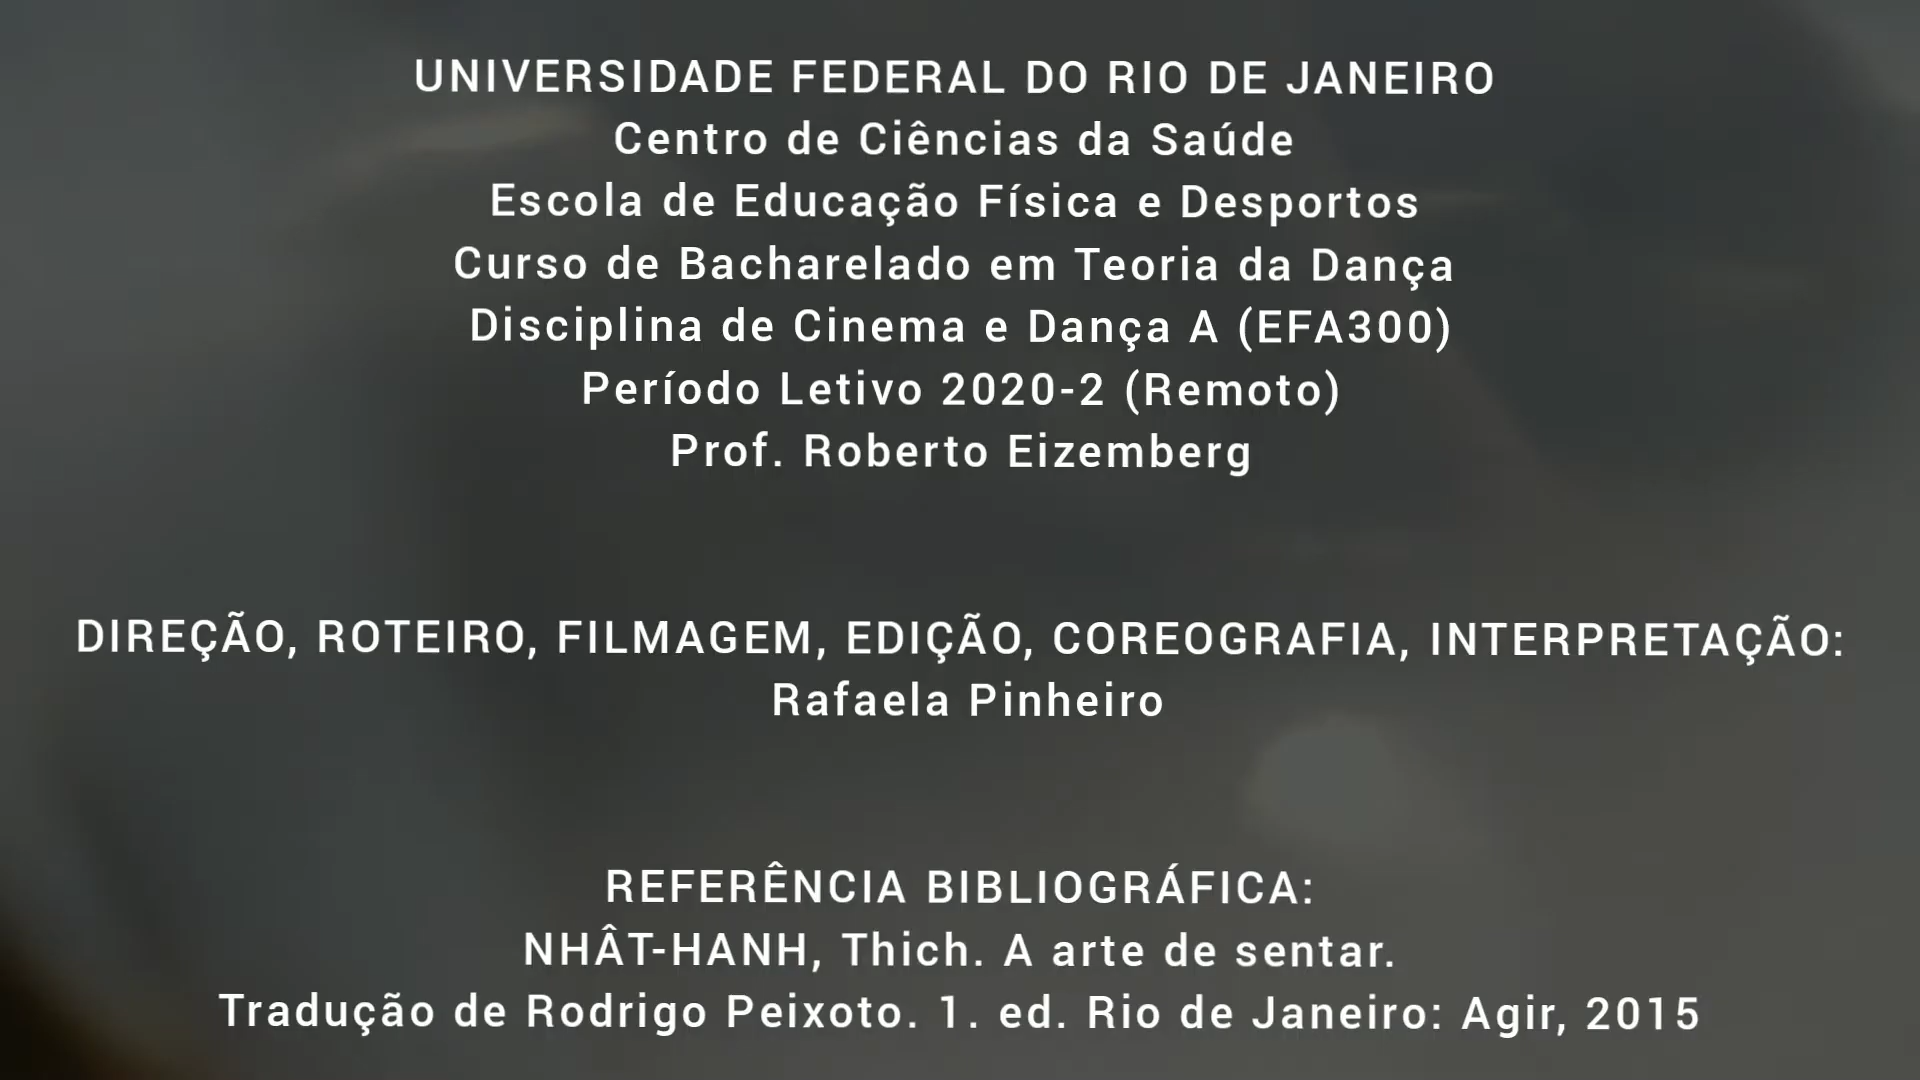 UNIVERSIDADE FEDERAL DO RIO DE JANEIRO
Centro de Ciências da Saúde
Escola de Educação Física e Desportos
Curso de Bacharelado em Teoria da Dança
Disciplina de Cinema e Dança A (EFA300)
Período Letivo 2020-2 (Remoto)
Prof. Roberto Eizemberg
DIREÇÃO, ROTEIRO, FILMAGEM, EDIÇÃO, COREOGRAFIA, INTERPRETAÇÃO:
Rafaela Pinheiro
REFERÊNCIA BIBLIOGRÁFICA:
NHÂT-HANH, Thich. A arte de sentar.
Tradução de Rodrigo Peixoto. 1. ed. Rio de Janeiro: Agir, 2015